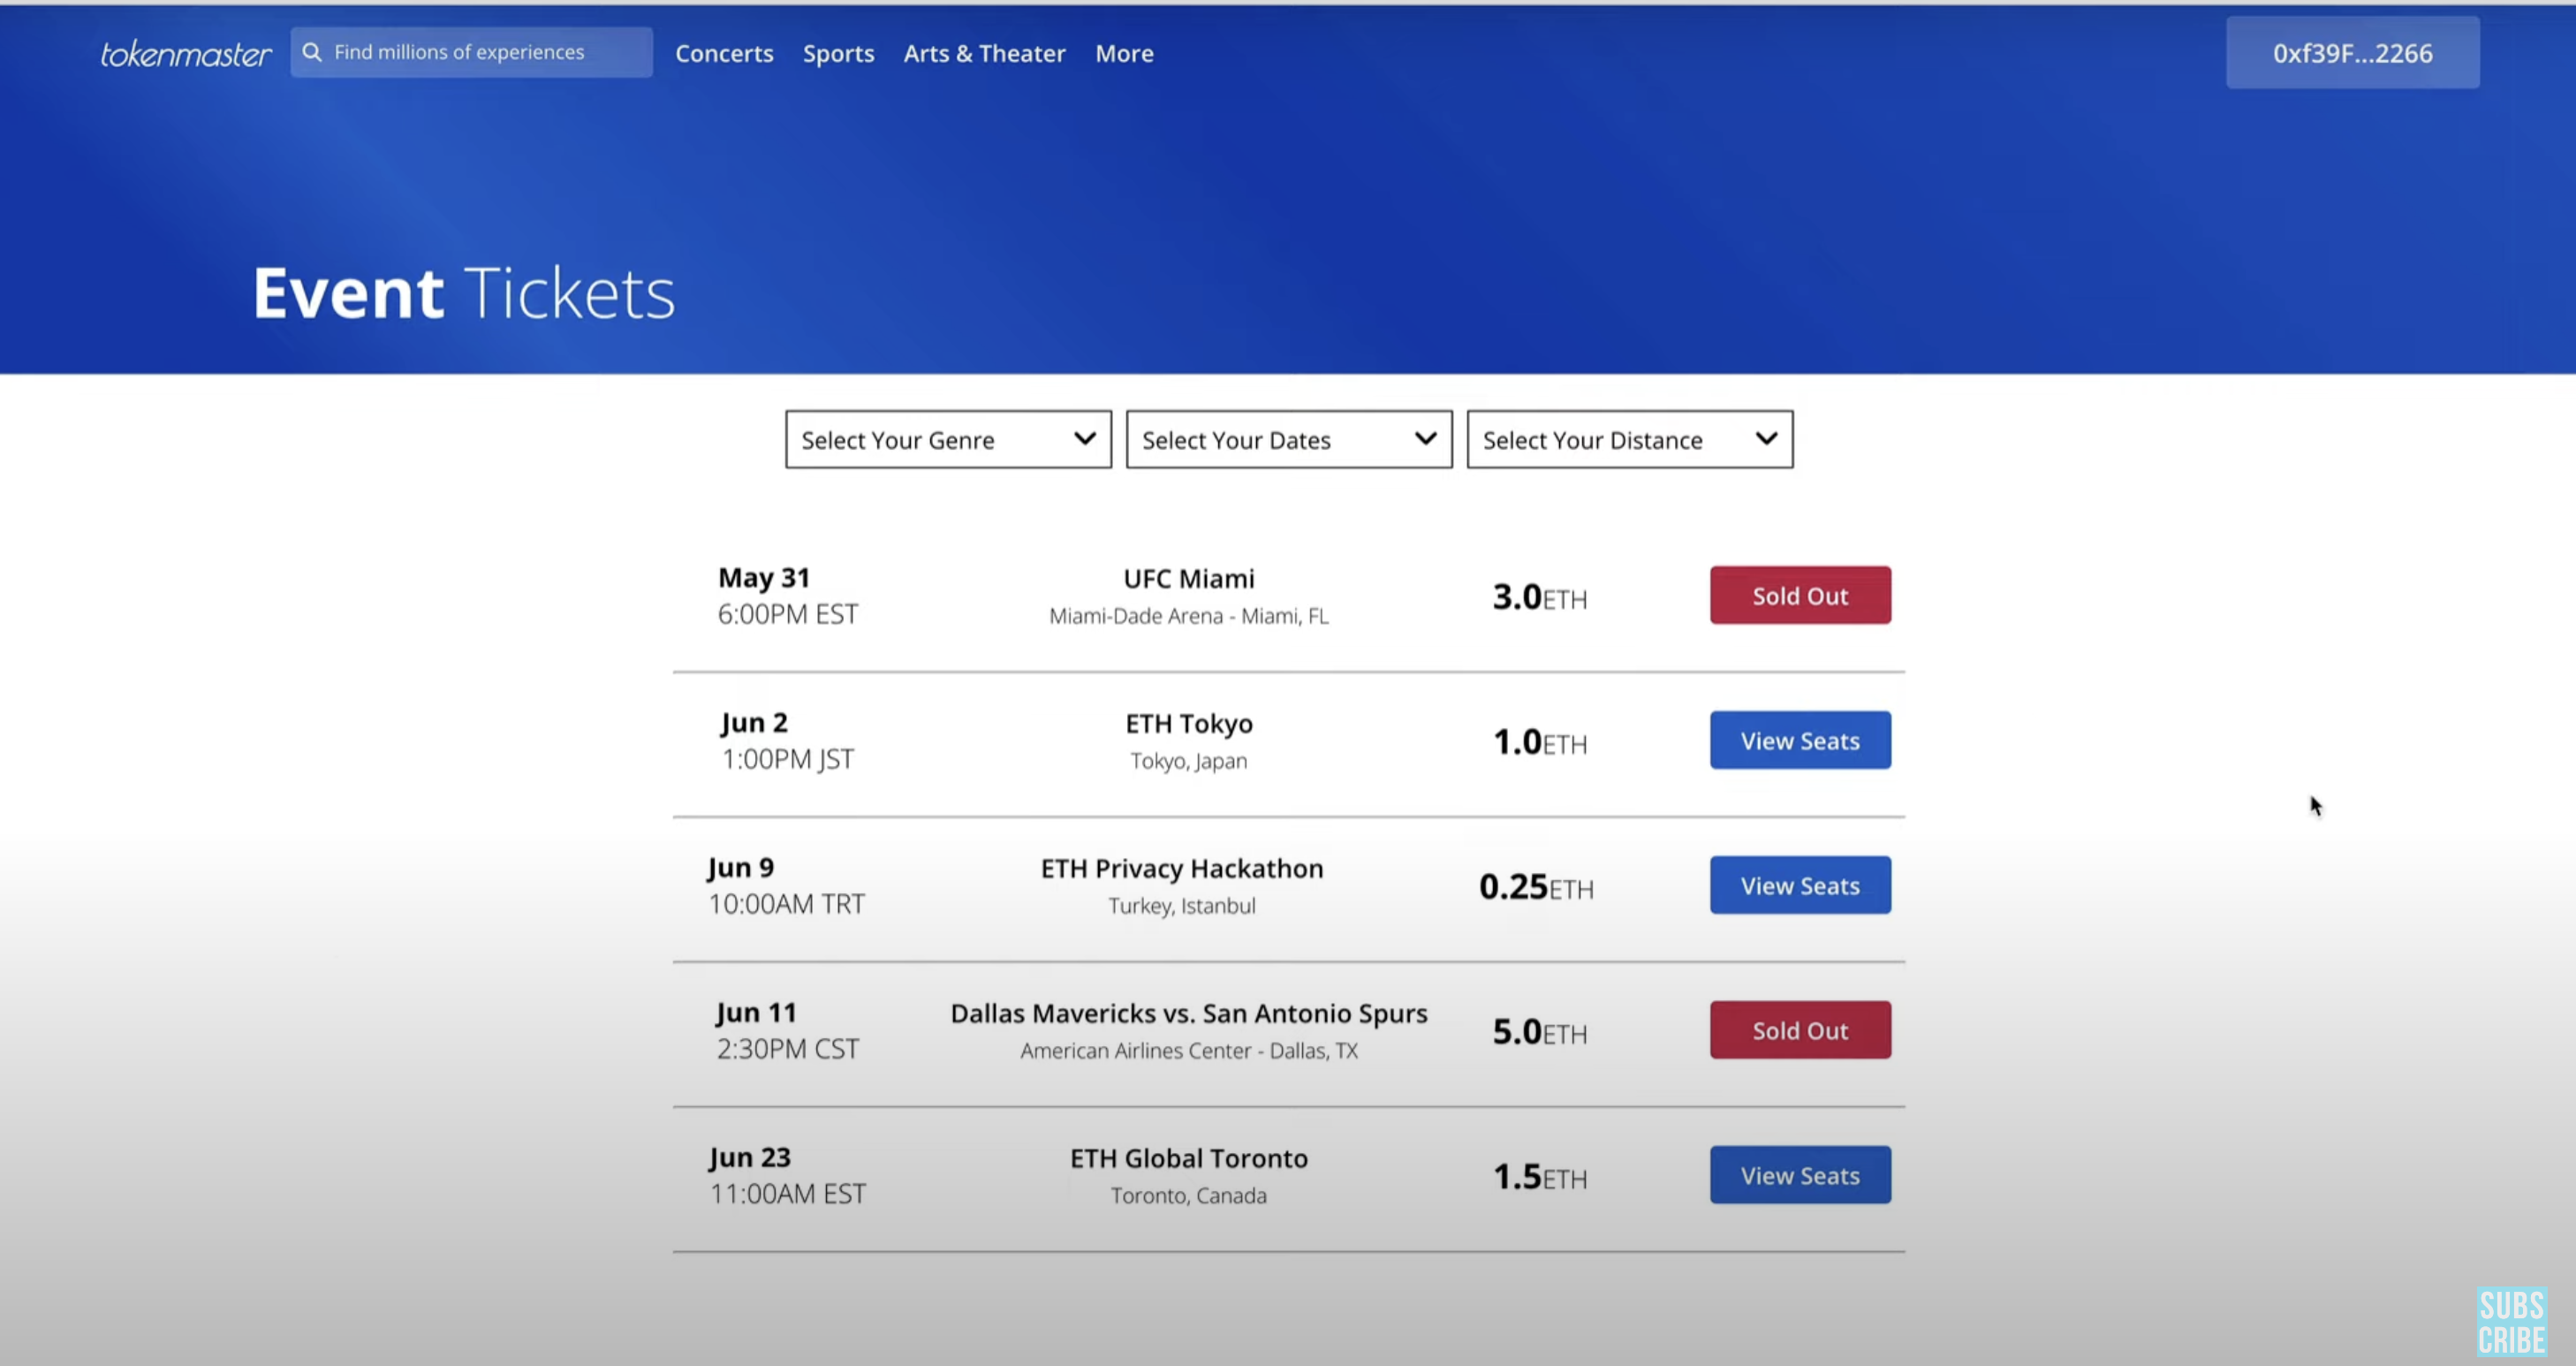 tokenmaster
Find millions of experiences
Concerts
Sports
Arts & Theater
More
0xf39F...2266
Event Tickets
Select Your Genre
Select Your Dates
Select Your Distance
May 31
6:00PM EST
UFC Miami
Miami-Dade Arena - Miami, FL
3.0ETH
Sold Out
Jun 2
1:00PM JST
ETH Tokyo
Tokyo, Japan
1.0ETH
View Seats
Jun 9
10:00AM TRT
ETH Privacy Hackathon
Turkey, Istanbul
0.25ETH
View Seats
Jun 11
2:30PM CST
Dallas Mavericks vs. San Antonio Spurs
American Airlines Center - Dallas, TX
5.0ETH
Sold Out
Jun 23
11:00AM EST
ETH Global Toronto
Toronto, Canada
1.5ETH
View Seats
SUBS
CRIBE